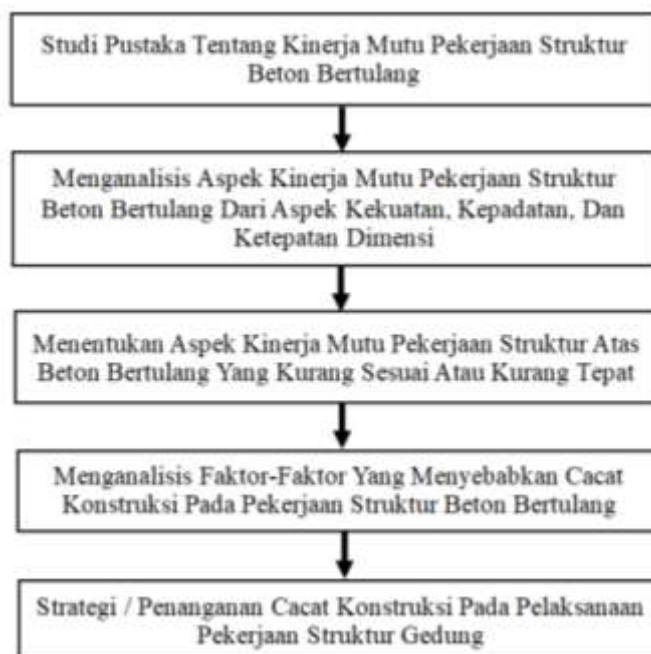 Studi Pustaka Tentang Kinerja Mutu Pekerjaan Struktur
Beton Bertulang
Menganalisis Aspek Kinerja Mutu Pekerjaan Struktur
Beton Bertulang Dari Aspek Kekuatan, Kepadatan, Dan
Ketepatan Dimensi
Menentukan Aspek Kinerja Mutu Pekerjaan Struktur Atas
Beton Bertulang Yang Kurang Sesuai Atau Kurang Tepat
Menganalisis Faktor-Faktor Yang Menyebabkan Cacat
Konstruksi Pada Pekerjaan Struktur Beton Bertulang
Strategi / Penanganan Cacat Konstruksi Pada Pelaksanaan
Pekerjaan Struktur Gedung